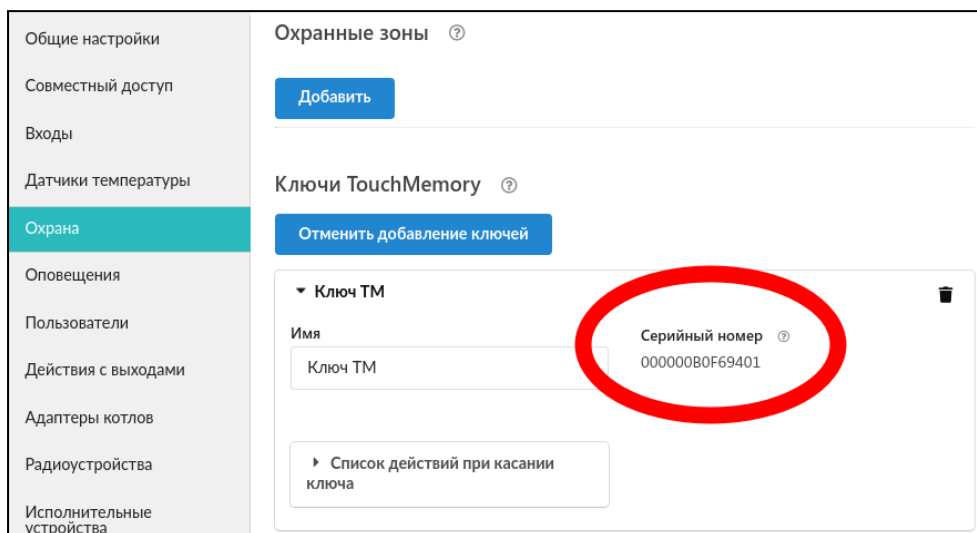 Общие настройки
Совместный доступ
Входы
Датчики температуры
Охрана
Оповещения
Пользователи
Действия с выходами
Адаптеры котлов
Радиоустройства
Исполнительные
устройства
Охранные зоны ?
Добавить
Ключи TouchMemory ?
Отменить добавление ключей
Ключ ТМ
Имя
Ключ ТМ
Серийный номер ?
000000B0F69401
Список действий при касании
ключа